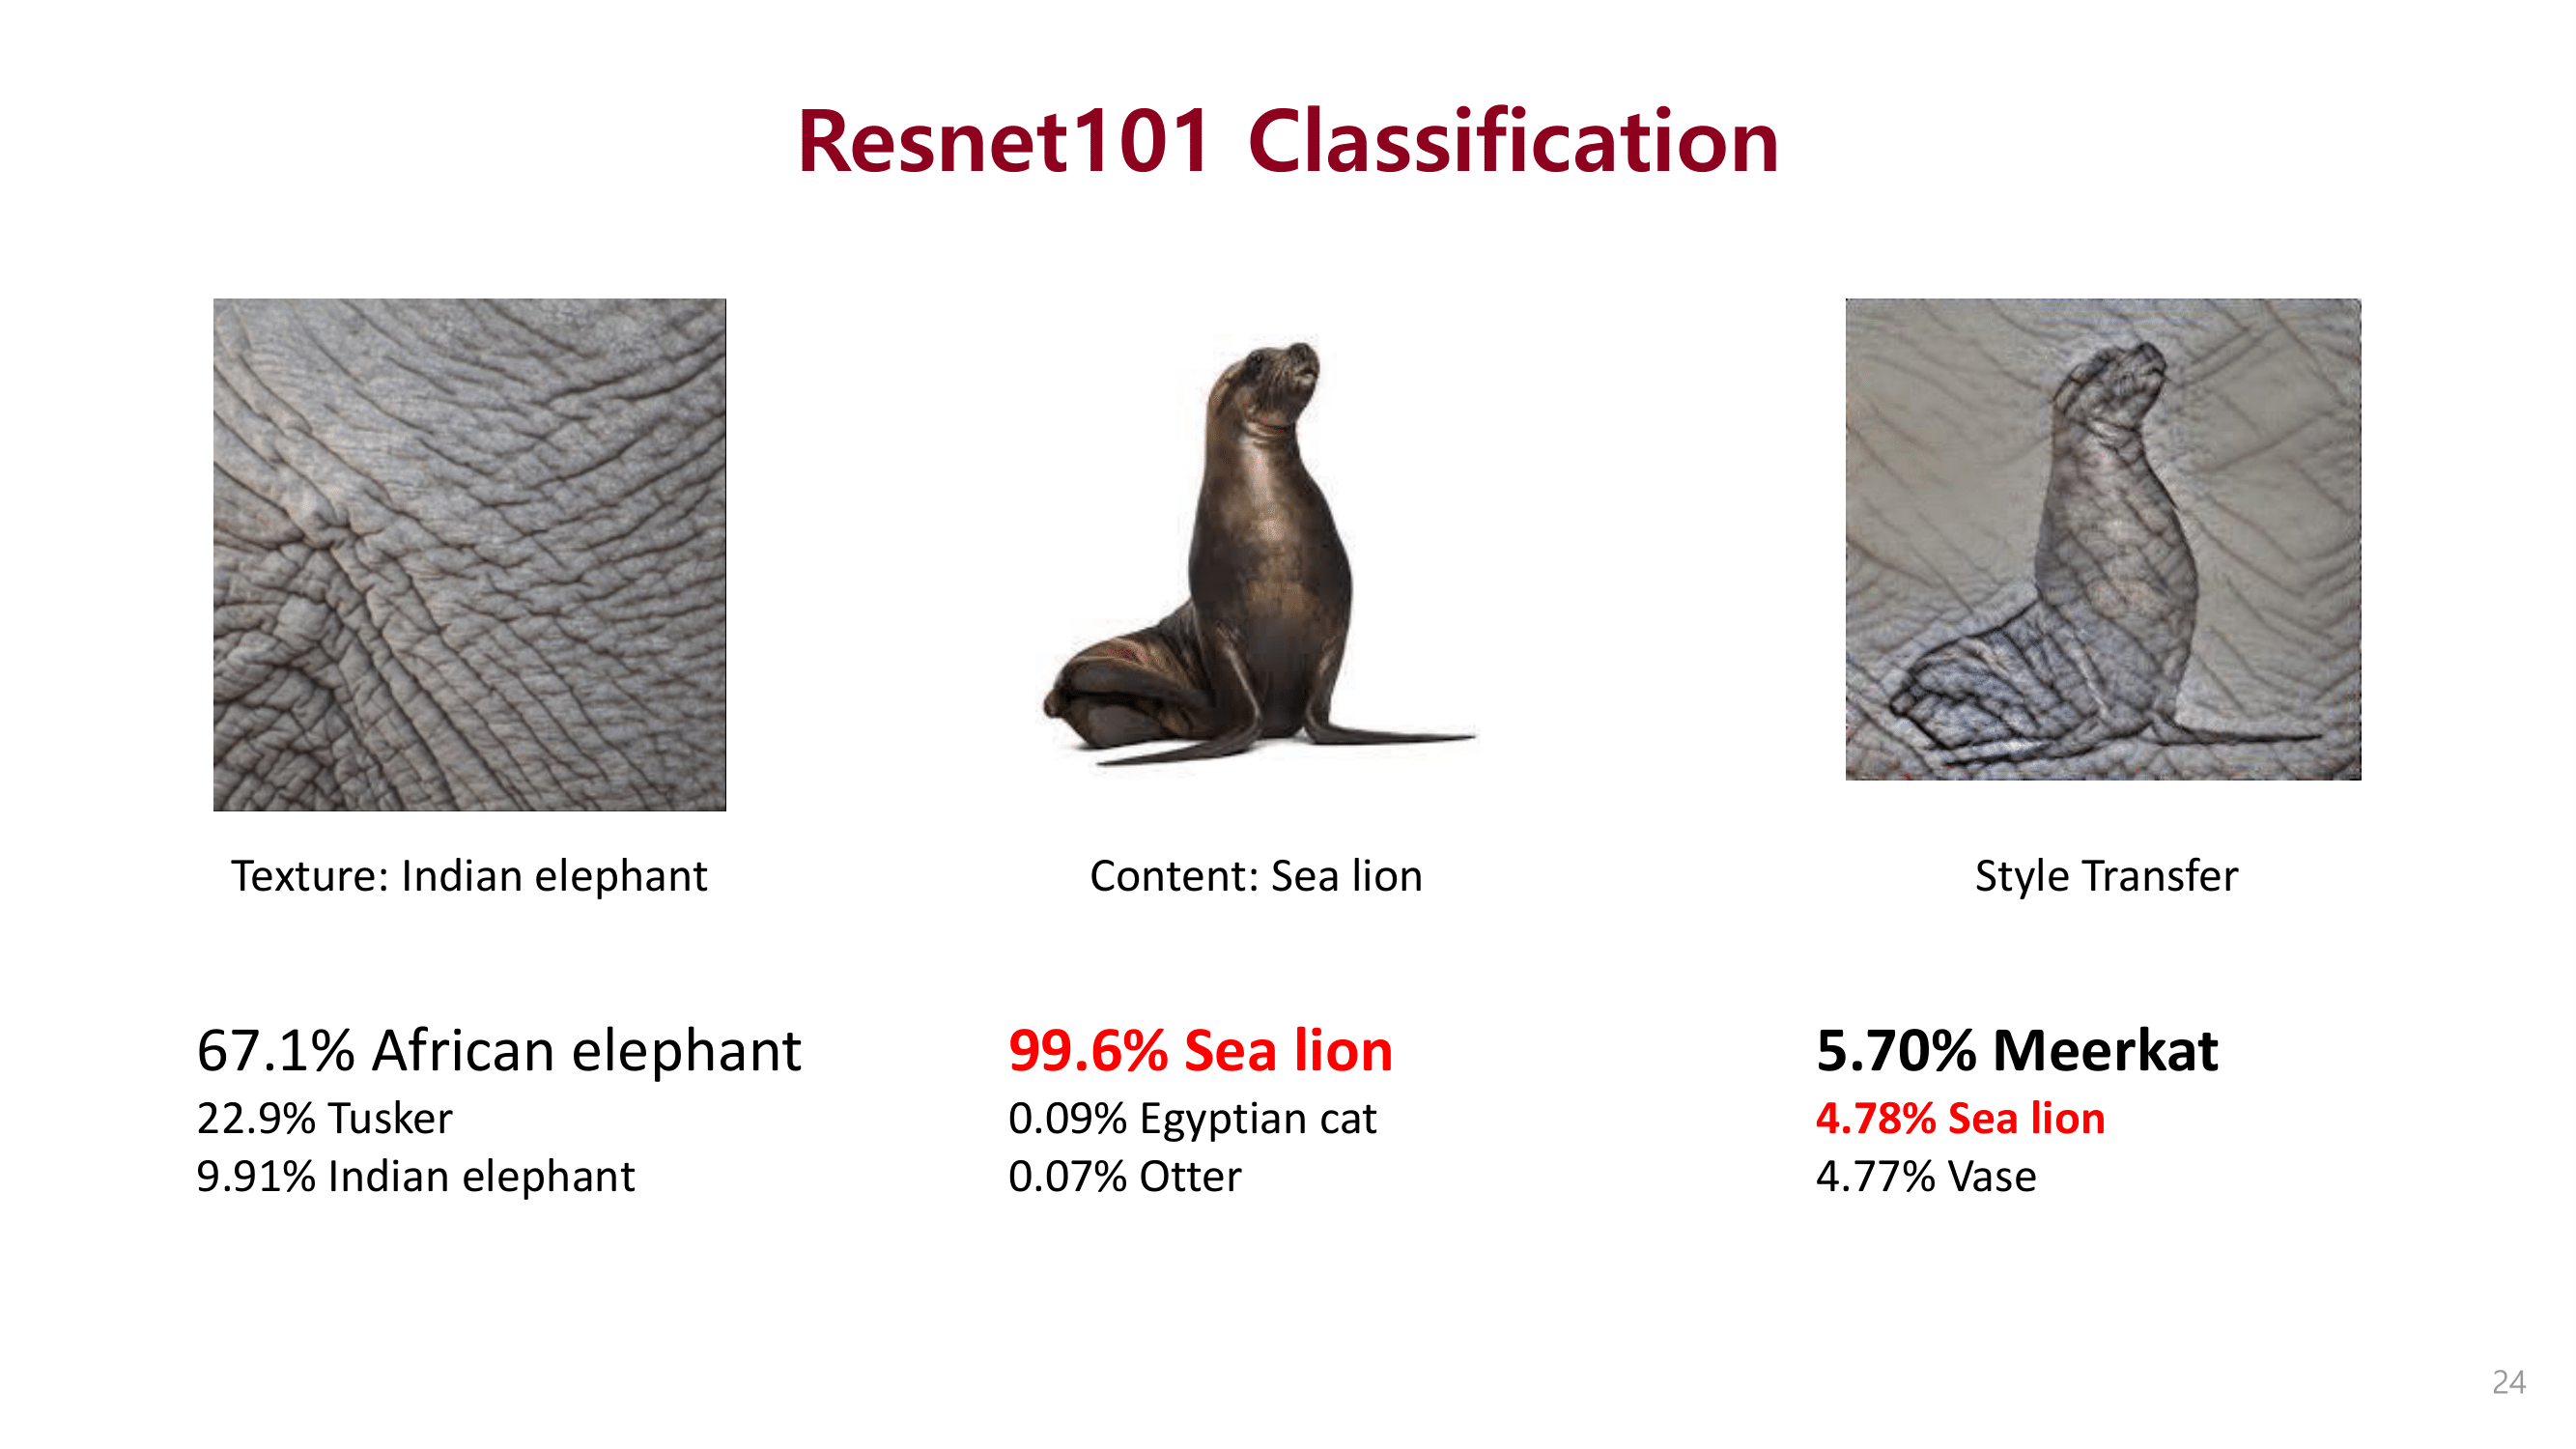 Resnet101 Classification
Texture: Indian elephant
Content: Sea lion
Style Transfer
67.1% African elephant
22.9% Tusker
9.91% Indian elephant
99.6% Sea lion
0.09% Egyptian cat
0.07% Otter
5.70% Meerkat
4.78% Sea lion
4.77% Vase
24